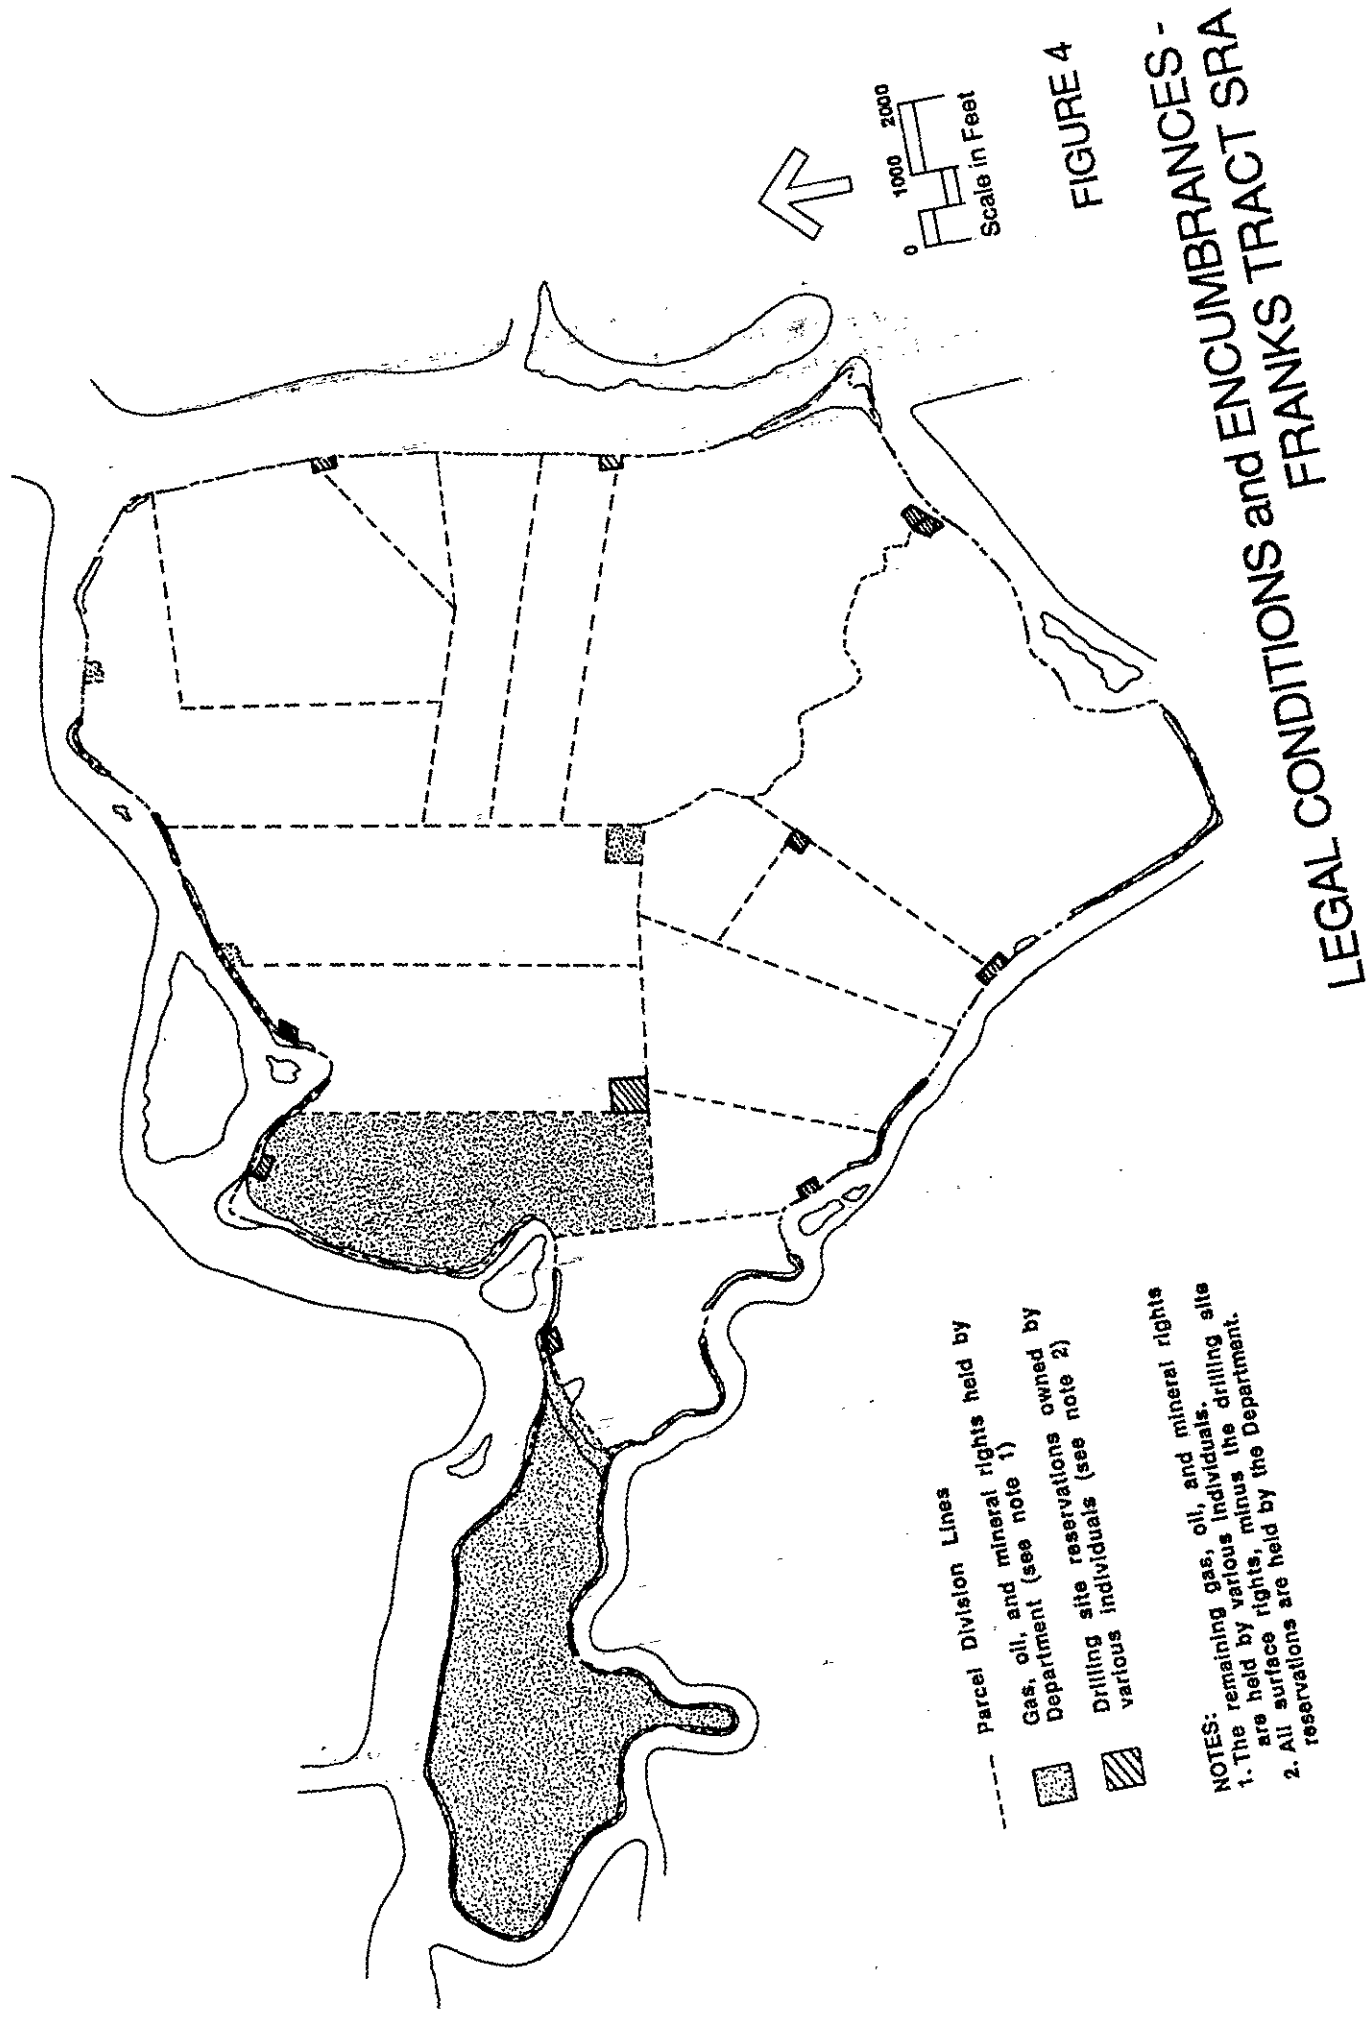 0 1000 2000
Scale in Feet
FIGURE 4
LEGAL CONDITIONS and ENCUMBRANCES -
FRANKS TRACT SRA
Parcel Division Lines
Gas, oil, and mineral rights held by
Department (see note 1)
Drilling site reservations owned by
various individuals (see note 2)
NOTES:
1. The remaining gas, oil, and mineral rights
are held by various individuals.
2. All surface rights, minus the drilling site
reservations are held by the Department.